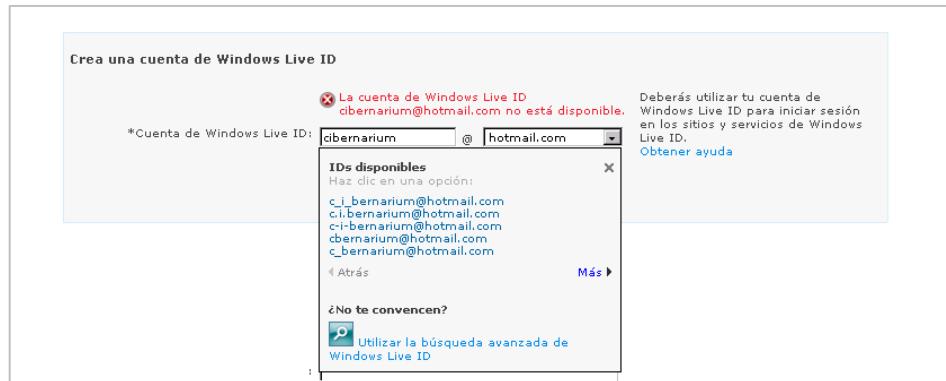 Crea una cuenta de Windows Live ID
La cuenta de Windows Live ID
cibernarium@hotmail.com no está disponible.
*Cuenta de Windows Live ID: cibernarium @ hotmail.com
Deberás utilizar tu cuenta de
Windows Live ID para iniciar sesión
en los sitios y servicios de Windows
Live ID.
Obtener ayuda
IDs disponibles
Haz clic en una opción:
c_i_bernarium@hotmail.com
c.i.bernarium@hotmail.com
c-i-bernarium@hotmail.com
cbernarium@hotmail.com
c_bernarium@hotmail.com
Atrás Más
¿No te convencen?
Utilizar la búsqueda avanzada de
Windows Live ID
: